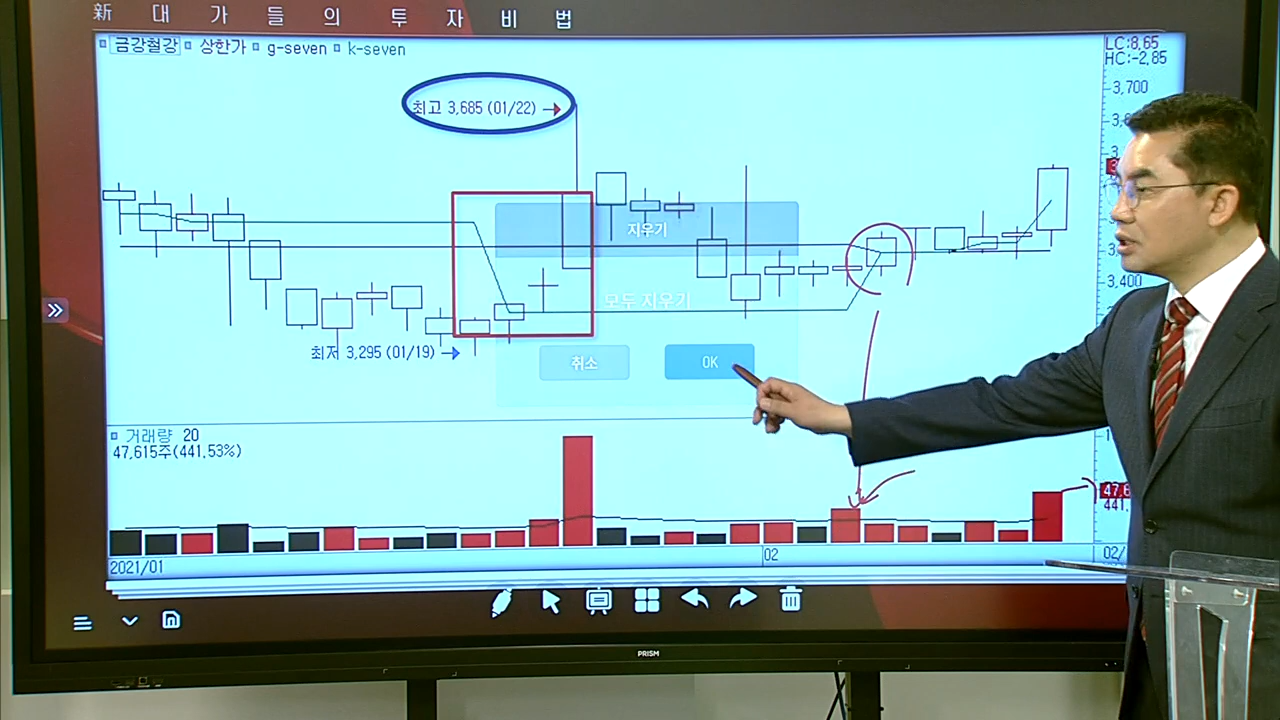 新 대 가 들 의 투 자 비 법
금강철강 상한가 g-seven k-seven
LC:8,65
HC:-2,85
최고 3,685 (01/22)
3,700
지우기
3,400
모두 지우기
최저 3,295 (01/19)
취소 OK
거래량 20
47,615주(441,53%)
441,
2021/01 02 02/
PRISM